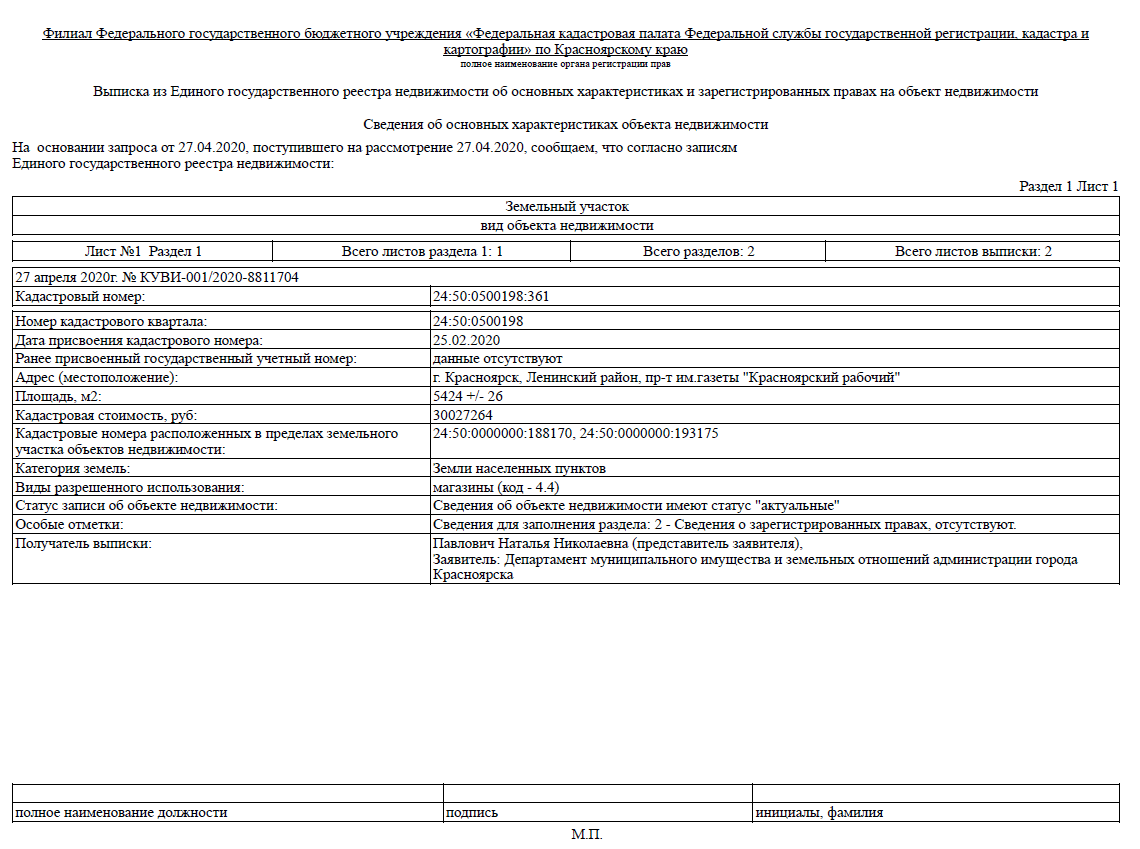 Филиал Федерального государственного бюджетного учреждения «Федеральная кадастровая палата Федеральной службы государственной регистрации, кадастра и
картографии» по Красноярскому краю
полное наименование органа регистрации прав
Выписка из Единого государственного реестра недвижимости об основных характеристиках и зарегистрированных правах на объект недвижимости
Сведения об основных характеристиках объекта недвижимости
На основании запроса от 27.04.2020, поступившего на рассмотрение 27.04.2020, сообщаем, что согласно записям
Единого государственного реестра недвижимости:
Раздел 1 Лист 1
Земельный участок
вид объекта недвижимости
Лист №1 Раздел 1 Всего листов раздела 1: 1 Всего разделов: 2 Всего листов выписки: 2
27 апреля 2020г. № КУВИ-001/2020-8811704
Кадастровый номер: 24:50:0500198:361
Номер кадастрового квартала: 24:50:0500198
Дата присвоения кадастрового номера: 25.02.2020
Ранее присвоенный государственный учетный номер: данные отсутствуют
Адрес (местоположение): г. Красноярск, Ленинский район, пр-т им.газеты "Красноярский рабочий"
Площадь, м2: 5424 +/- 26
Кадастровая стоимость, руб: 30027264
Кадастровые номера расположенных в пределах земельного 24:50:0000000:188170, 24:50:0000000:193175
участка объектов недвижимости:
Категория земель: Земли населенных пунктов
Виды разрешенного использования: магазины (код - 4.4)
Статус записи об объекте недвижимости: Сведения об объекте недвижимости имеют статус "актуальные"
Особые отметки: Сведения для заполнения раздела: 2 - Сведения о зарегистрированных правах, отсутствуют.
Получатель выписки: Павлович Наталья Николаевна (представитель заявителя),
Заявитель: Департамент муниципального имущества и земельных отношений администрации города
Красноярска
полное наименование должности подпись инициалы, фамилия
М.П.